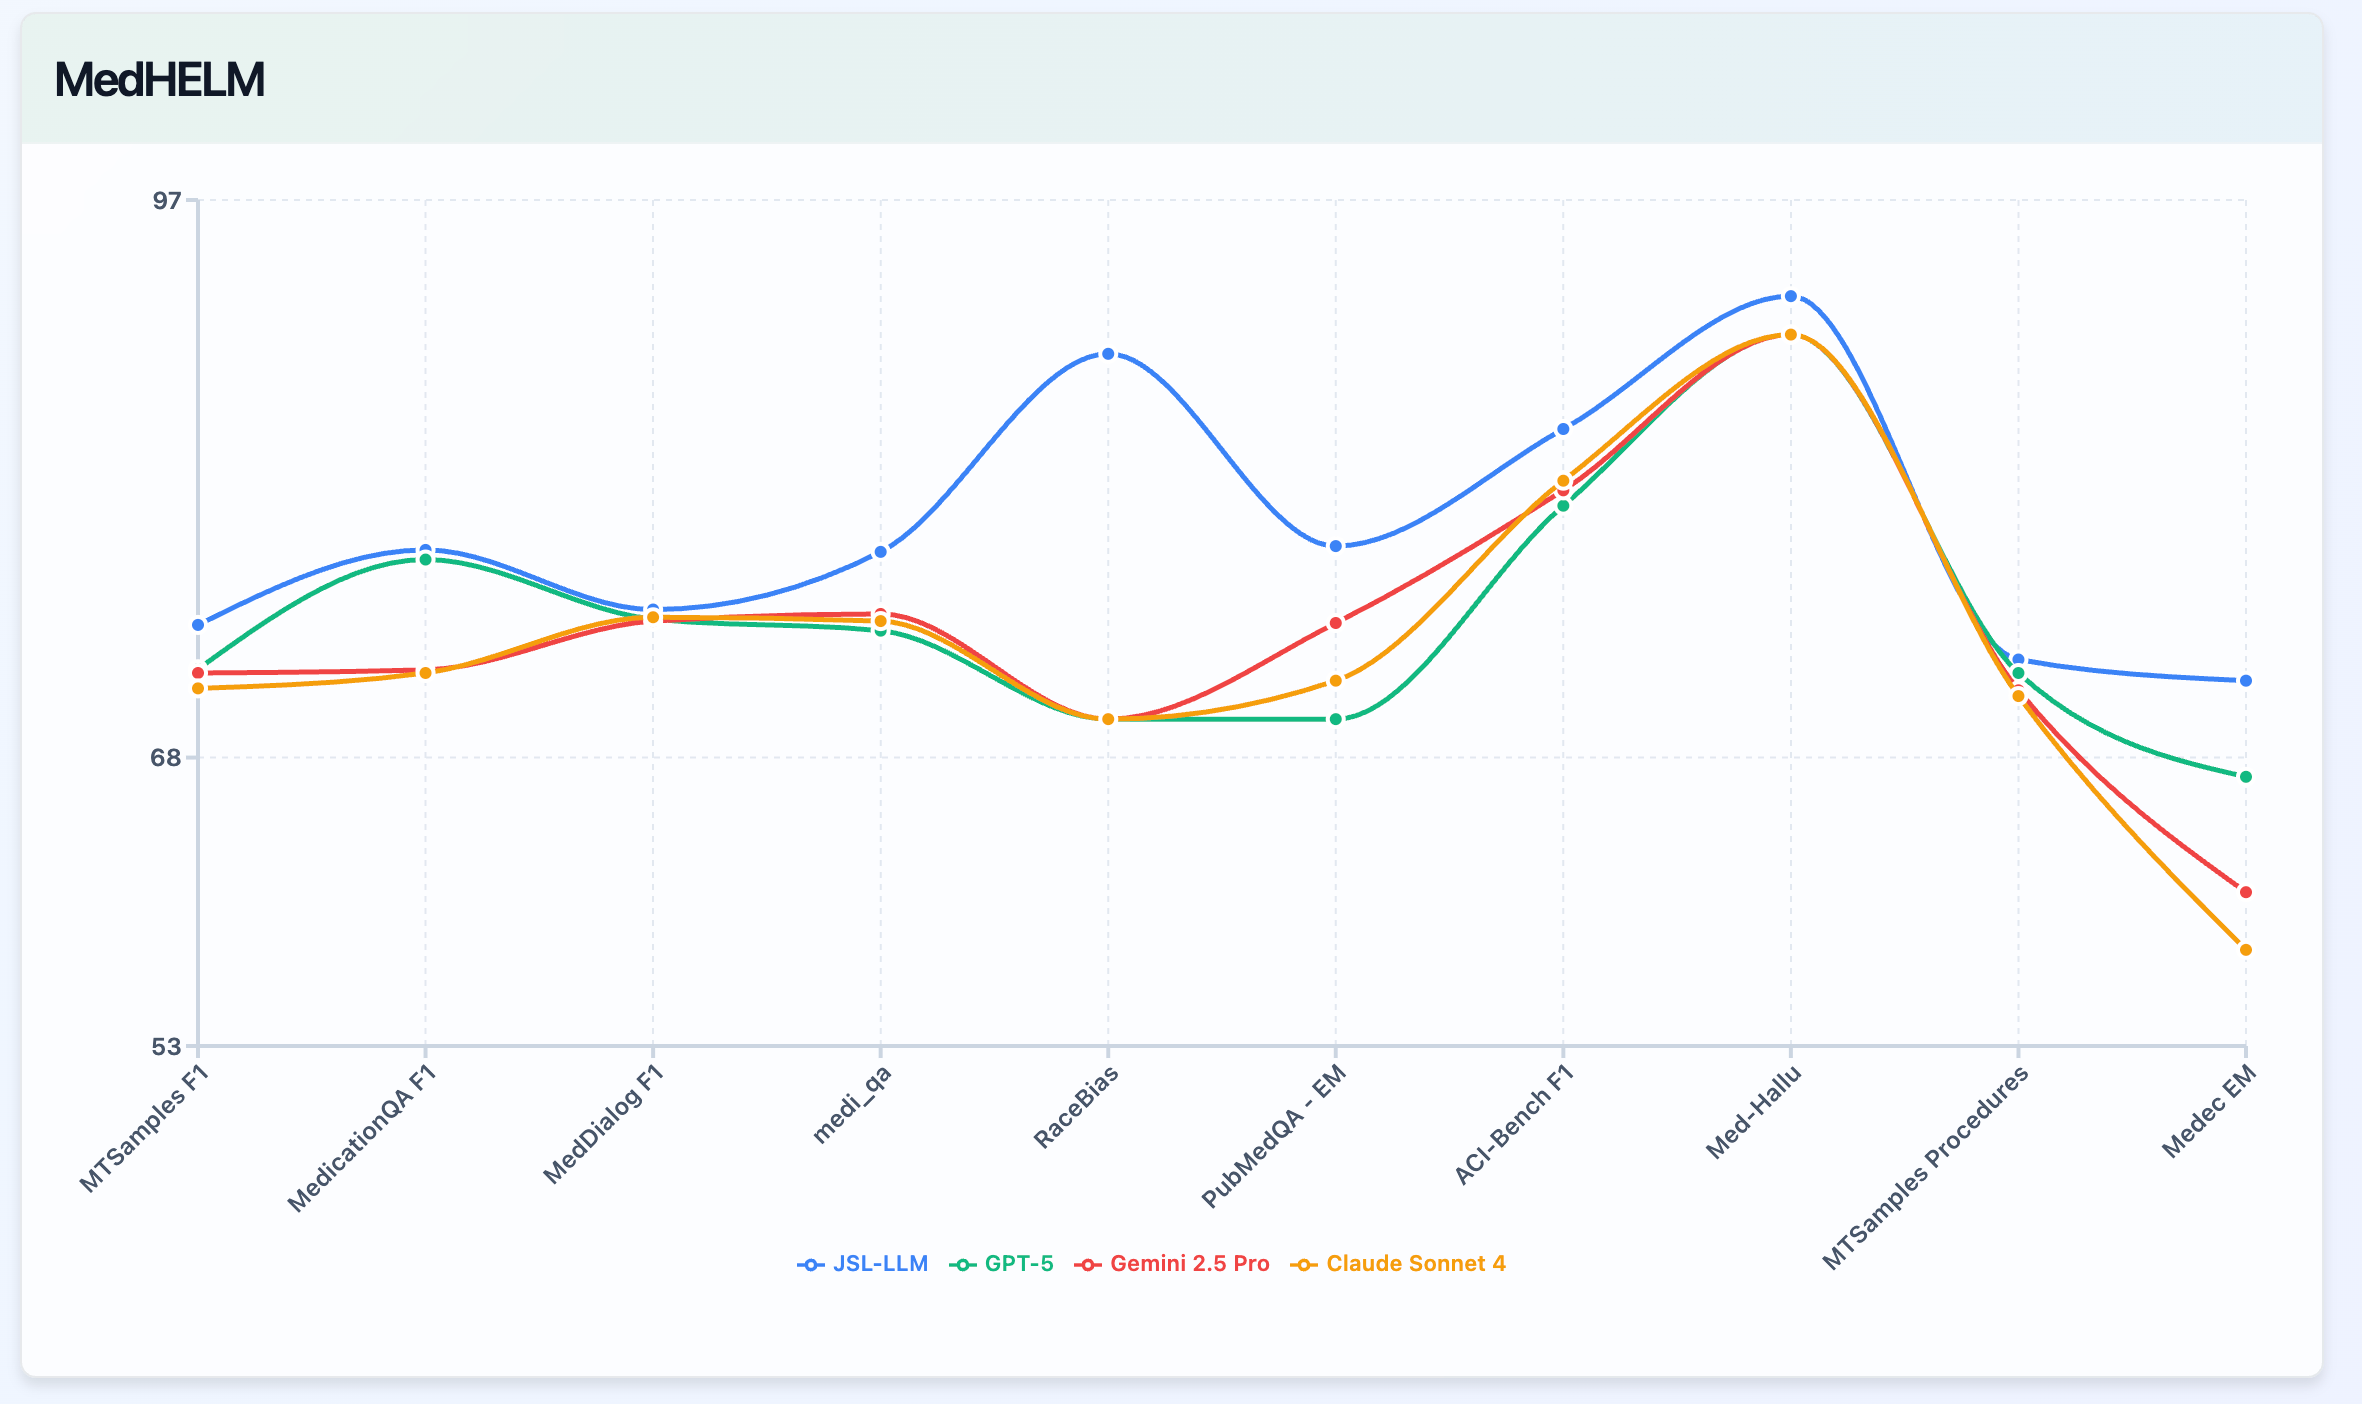 MedHELM
97
68
53
MTSamples F1
MedicationQA F1
MedDialog F1
medi_qa
RaceBias
PubMedQA - EM
ACI-Bench F1
Med-Hallu
MTSamples Procedures
Medec EM
JSL-LLM GPT-5 Gemini 2.5 Pro Claude Sonnet 4